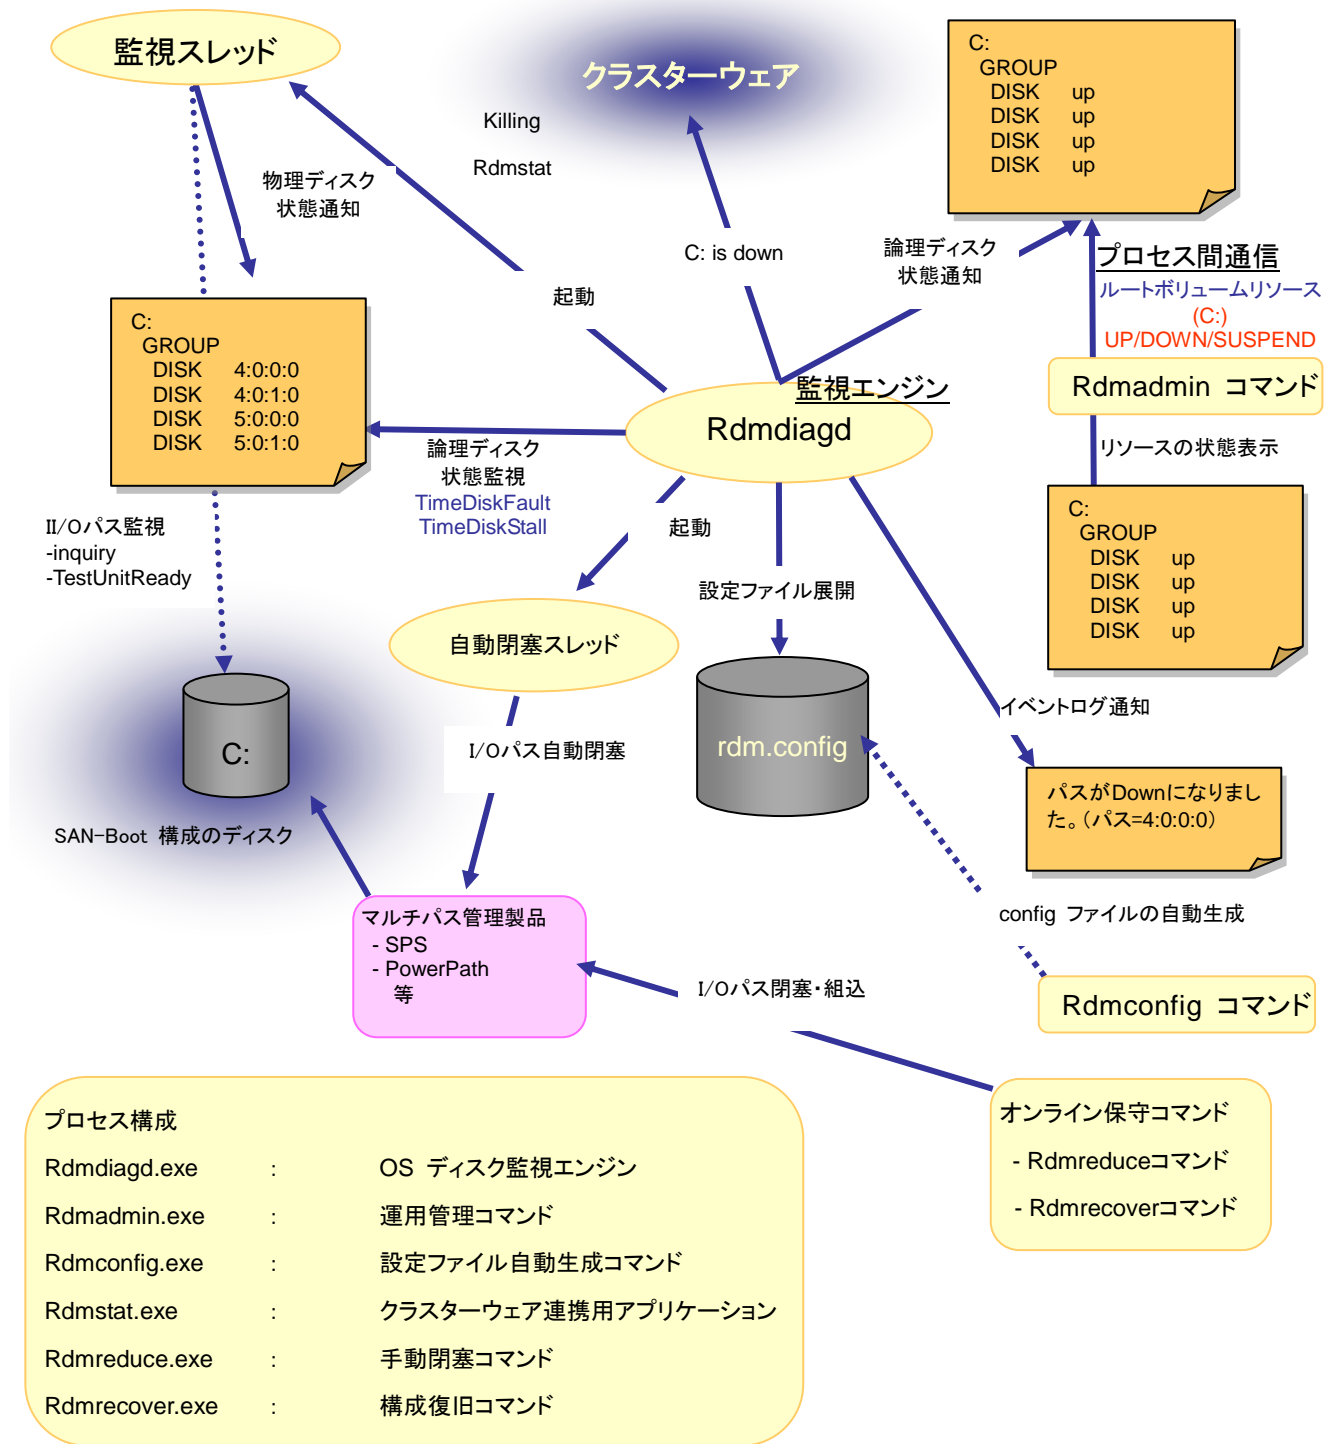 監視スレッド
クラスターウェア
C:
GROUP
DISK up
DISK up
DISK up
DISK up
Killing
Rdmstat
物理ディスク
状態通知
C: is down
論理ディスク
状態通知
プロセス間通信
ルートボリュームリソース
(C:)
UP/DOWN/SUSPEND
起動
C:
GROUP
DISK 4:0:0:0
DISK 4:0:1:0
DISK 5:0:0:0
DISK 5:0:1:0
監視エンジン
Rdmdiagd
Rdmadmin コマンド
論理ディスク
状態監視
TimeDiskFault
TimeDiskStall
リソースの状態表示
II/Oパス監視
-inquiry
-TestUnitReady
起動
C:
GROUP
DISK up
DISK up
DISK up
DISK up
設定ファイル展開
自動閉塞スレッド
イベントログ通知
C:
I/Oパス自動閉塞
rdm.config
パスがDownになりまし
た。(パス=4:0:0:0)
SAN-Boot 構成のディスク
マルチパス管理製品
- SPS
- PowerPath
等
config ファイルの自動生成
I/Oパス閉塞・組込
Rdmconfig コマンド
オンライン保守コマンド
- Rdmreduceコマンド
- Rdmrecoverコマンド
プロセス構成
Rdmdiagd.exe : OS ディスク監視エンジン
Rdmadmin.exe : 運用管理コマンド
Rdmconfig.exe : 設定ファイル自動生成コマンド
Rdmstat.exe : クラスターウェア連携用アプリケーション
Rdmreduce.exe : 手動閉塞コマンド
Rdmrecover.exe : 構成復旧コマンド